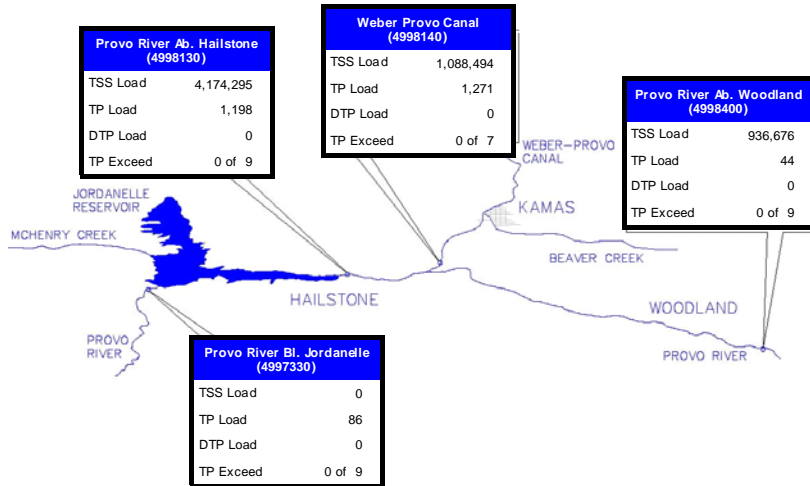 Provo River Ab. Hailstone
(4998130)
TSS Load 4,174,295
TP Load 1,198
DTP Load 0
TP Exceed 0 of 9
Weber Provo Canal
(4998140)
TSS Load 1,088,494
TP Load 1,271
DTP Load 0
TP Exceed 0 of 7
Provo River Ab. Woodland
(4998400)
TSS Load 936,676
TP Load 44
DTP Load 0
TP Exceed 0 of 9
WEBER-PROVO
CANAL
JORDANELLE
RESERVOIR
KAMAS
MCHENRY CREEK
BEAVER CREEK
HAILSTONE
WOODLAND
PROVO
RIVER
PROVO RIVER
Provo River Bl. Jordanelle
(4997330)
TSS Load 0
TP Load 86
DTP Load 0
TP Exceed 0 of 9